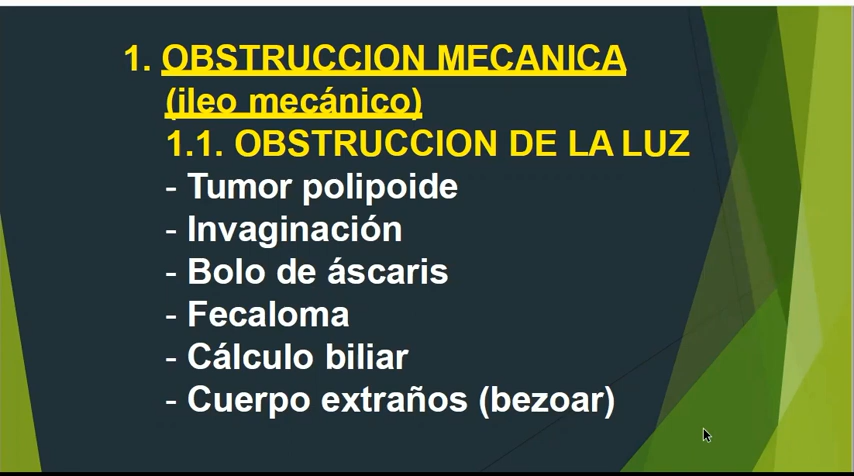 1. OBSTRUCCION MECANICA
(ileo mecánico)
1.1. OBSTRUCCION DE LA LUZ
- Tumor polipoide
- Invaginación
- Bolo de áscaris
- Fecaloma
- Cálculo biliar
- Cuerpo extraños (bezoar)